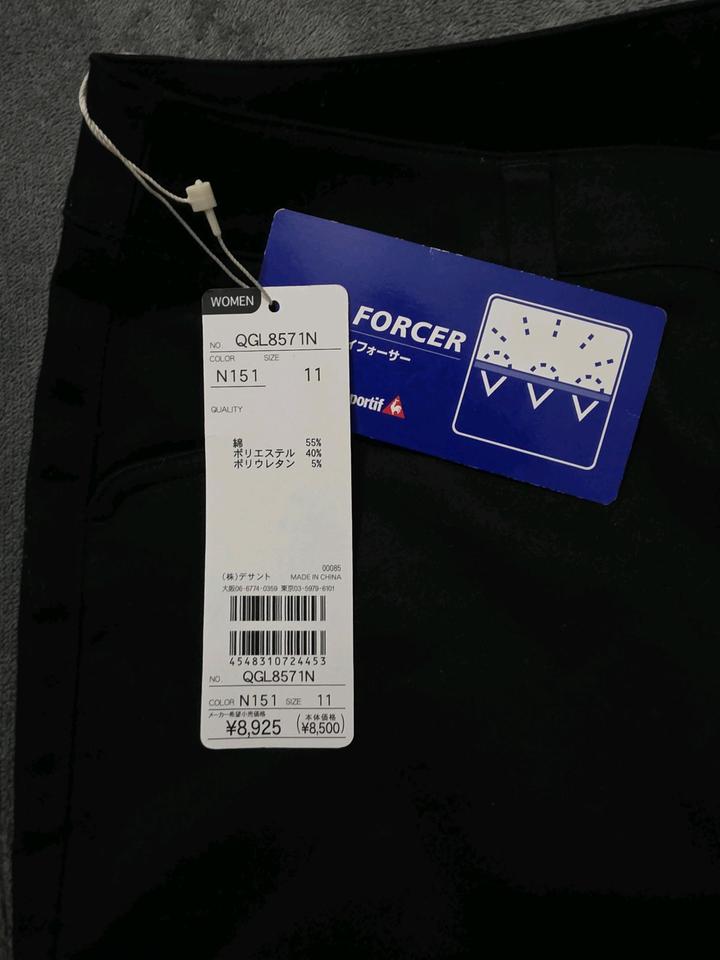 WOMEN
NO. QGL8571N
COLOR SIZE
N151 11
QUALITY
綿 55%
ポリエステル 40%
ポリウレタン 5%
00085
(株)デサント MADE IN CHINA
大阪06-6774-0359 東京03-5979-6101
4548310724453
NO. QGL8571N
COLOR N151 SIZE 11
メーカー希望小売価格
¥8,925 (本体価格 ¥8,500)
FORCER
イフォーサー
portif